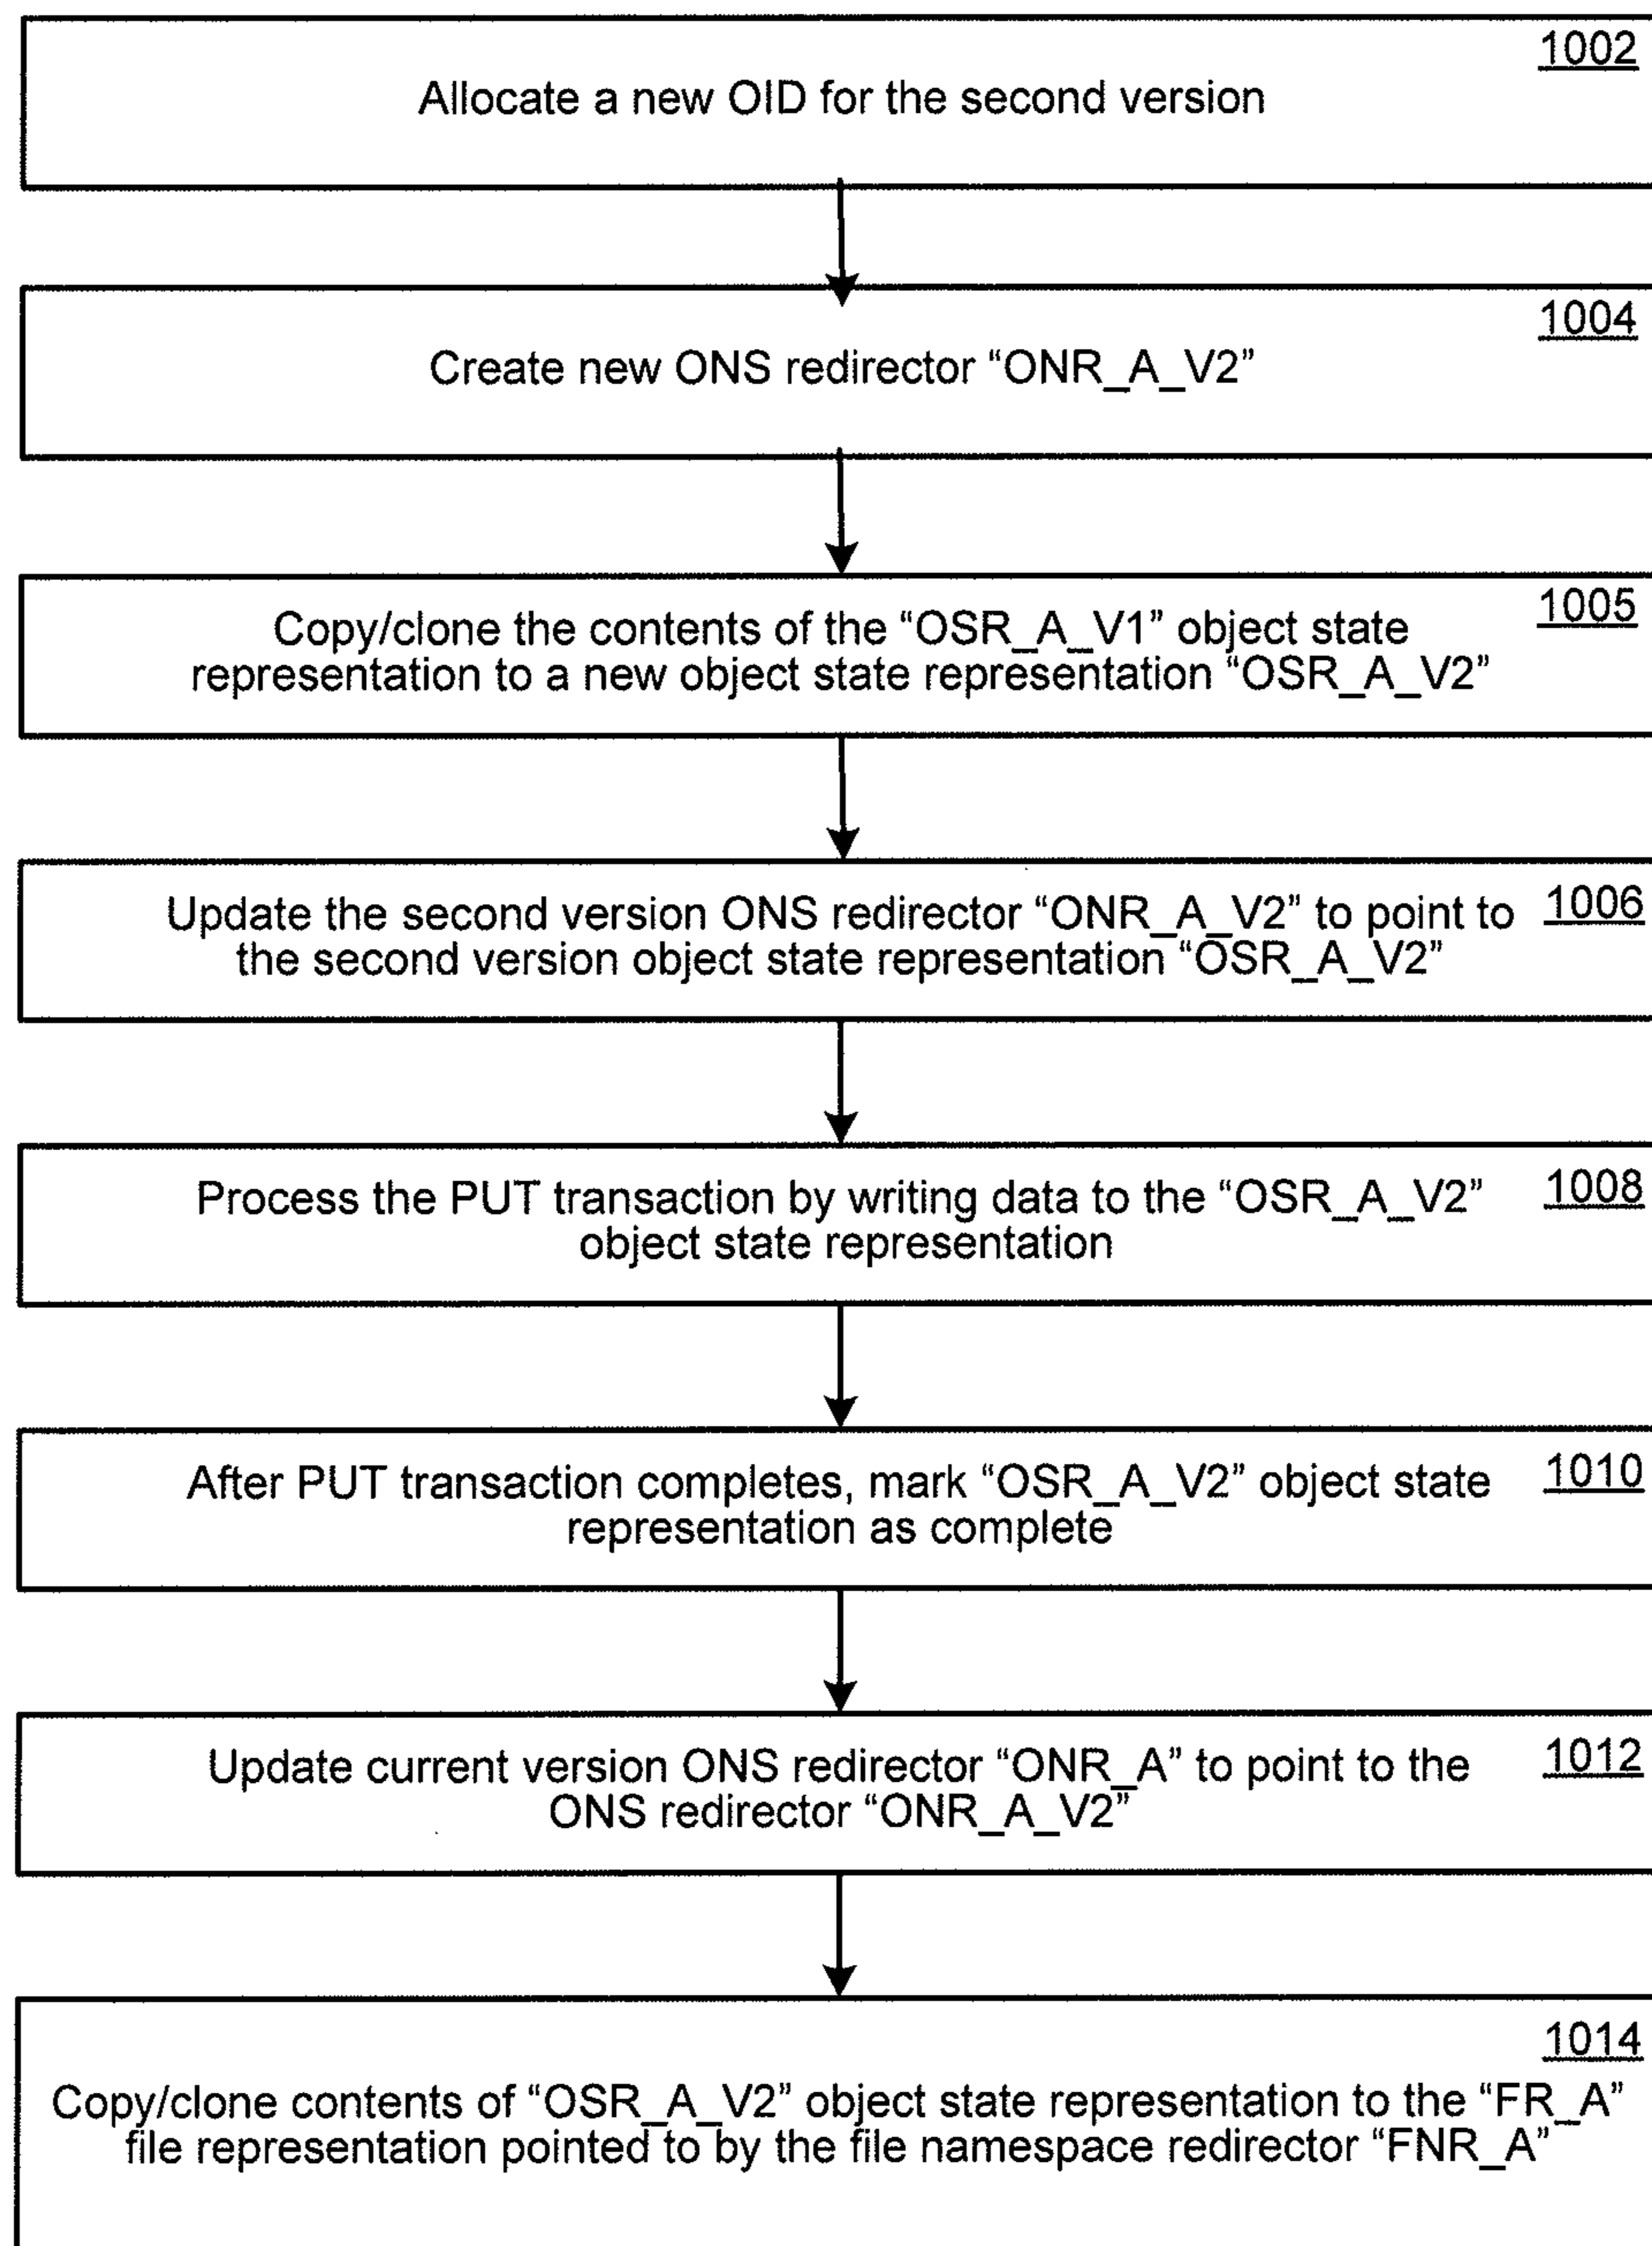 1002
Allocate a new OID for the second version
1004
Create new ONS redirector “ONR_A_V2”
1005
Copy/clone the contents of the “OSR_A_V1” object state
representation to a new object state representation “OSR_A_V2”
1006
Update the second version ONS redirector “ONR_A_V2” to point to
the second version object state representation “OSR_A_V2”
1008
Process the PUT transaction by writing data to the “OSR_A_V2”
object state representation
1010
After PUT transaction completes, mark “OSR_A_V2” object state
representation as complete
1012
Update current version ONS redirector “ONR_A” to point to the
ONS redirector “ONR_A_V2”
1014
Copy/clone contents of “OSR_A_V2” object state representation to the “FR_A”
file representation pointed to by the file namespace redirector “FNR_A”